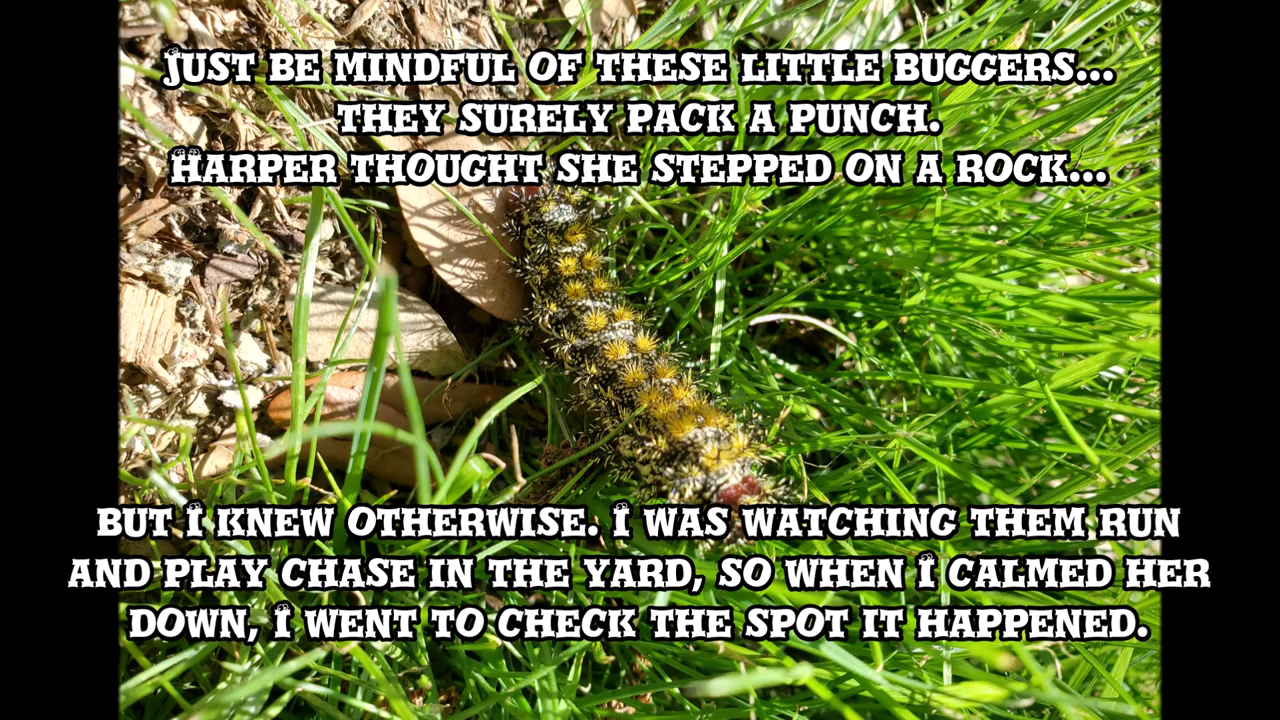 JUST BE MINDFUL OF THESE LITTLE BUGGERS...
THEY SURELY PACK A PUNCH.
HARPER THOUGHT SHE STEPPED ON A ROCK...
BUT I KNEW OTHERWISE. I WAS WATCHING THEM RUN
AND PLAY CHASE IN THE YARD, SO WHEN I CALMED HER
DOWN, I WENT TO CHECK THE SPOT IT HAPPENED.